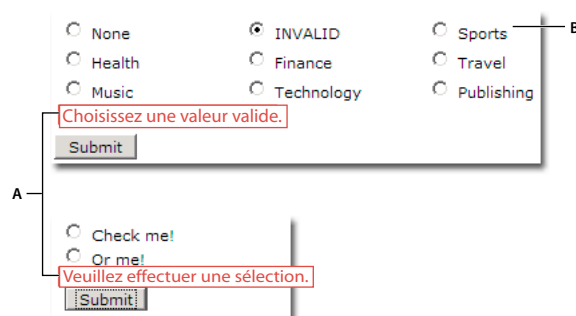 None INVALID Sports B
Health Finance Travel
Music Technology Publishing
Choisissez une valeur valide.
Submit
A
Check me!
Or me!
Veuillez effectuer une sélection.
Submit